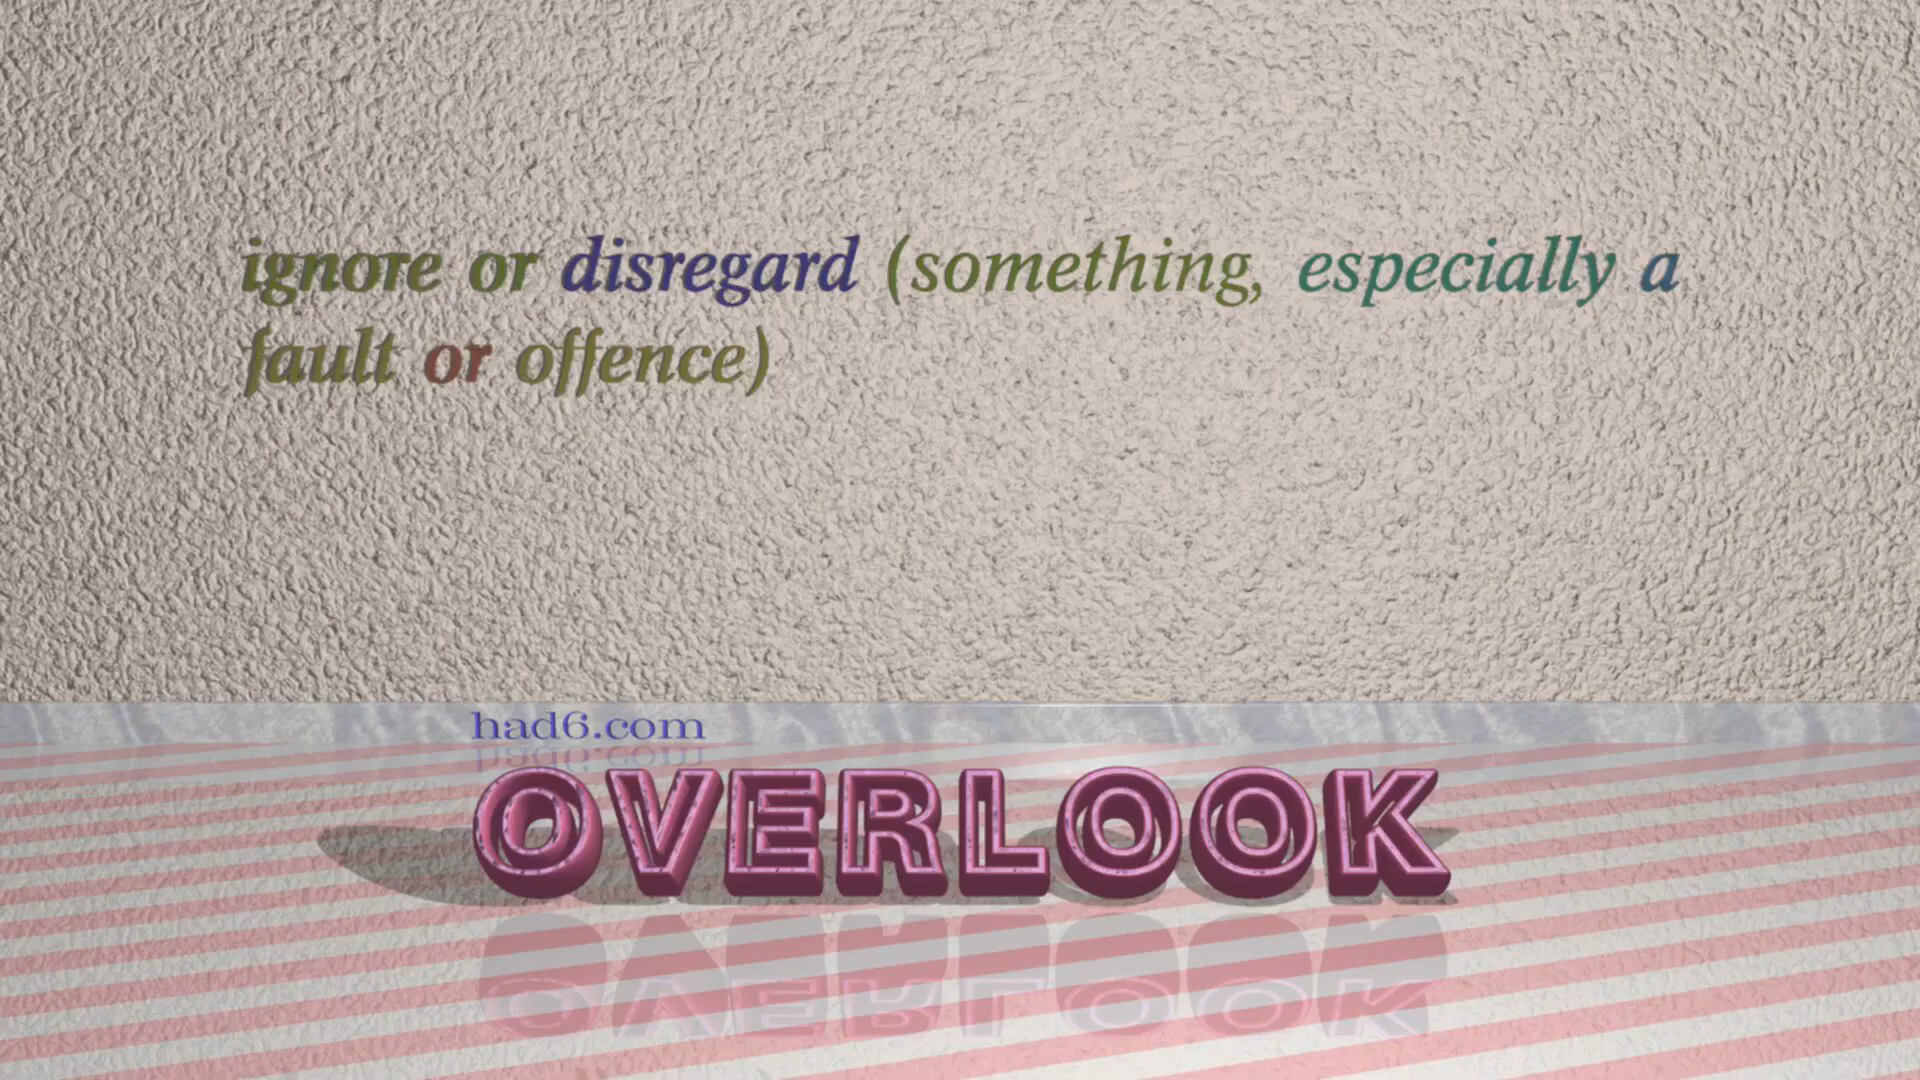 ignore or disregard (something, especially a
fault or offence)
had6.com
OVERLOOK